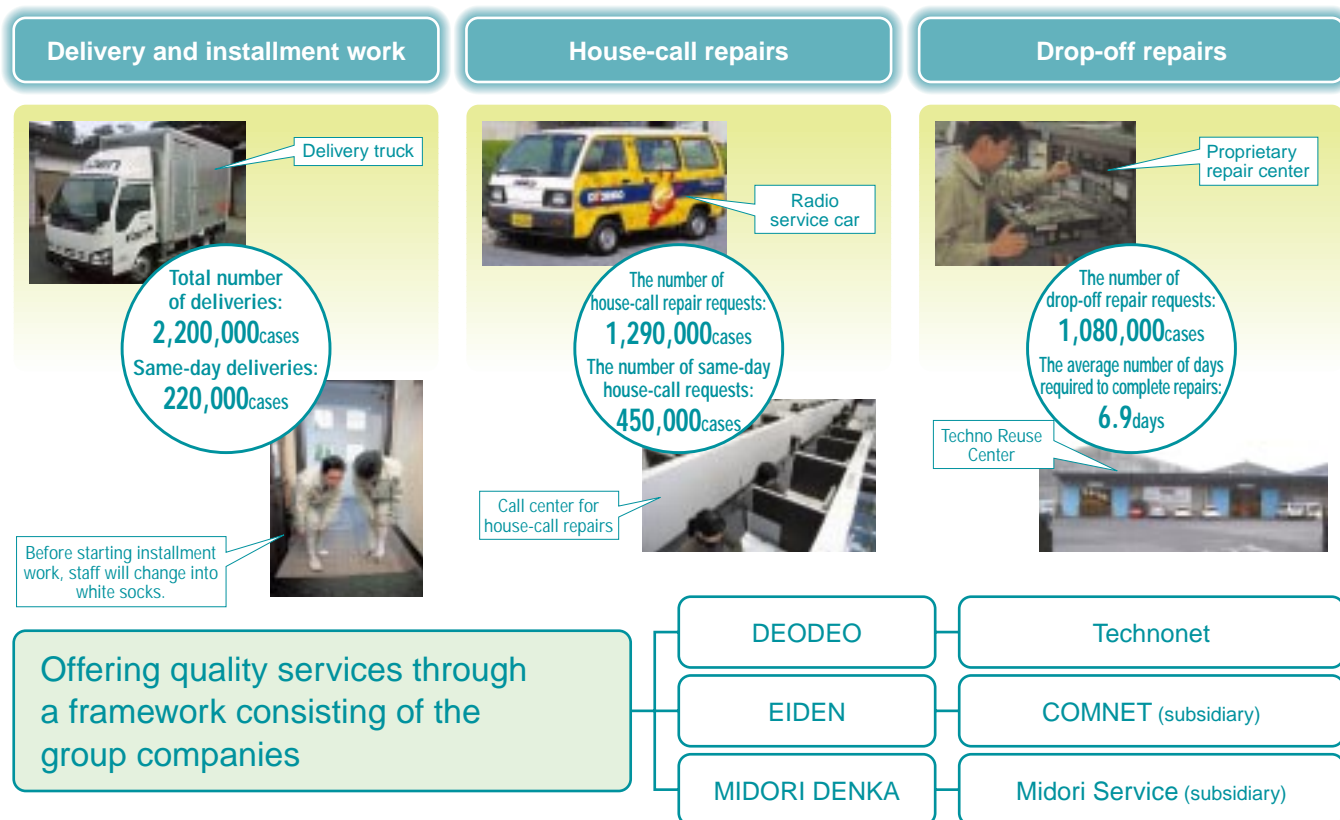 Delivery and installment work
House-call repairs
Drop-off repairs
Delivery truck
Total number
of deliveries:
2,200,000cases
Same-day deliveries:
220,000cases
Before starting installment
work, staff will change into
white socks.
Radio
service car
The number of
house-call repair requests:
1,290,000cases
The number of same-day
house-call requests:
450,000cases
Call center for
house-call repairs
Proprietary
repair center
The number of
drop-off repair requests:
1,080,000cases
The average number of days
required to complete repairs:
6.9days
Techno Reuse
Center
Offering quality services through
a framework consisting of the
group companies
DEODEO
Technonet
EIDEN
COMNET (subsidiary)
MIDORI DENKA
Midori Service (subsidiary)